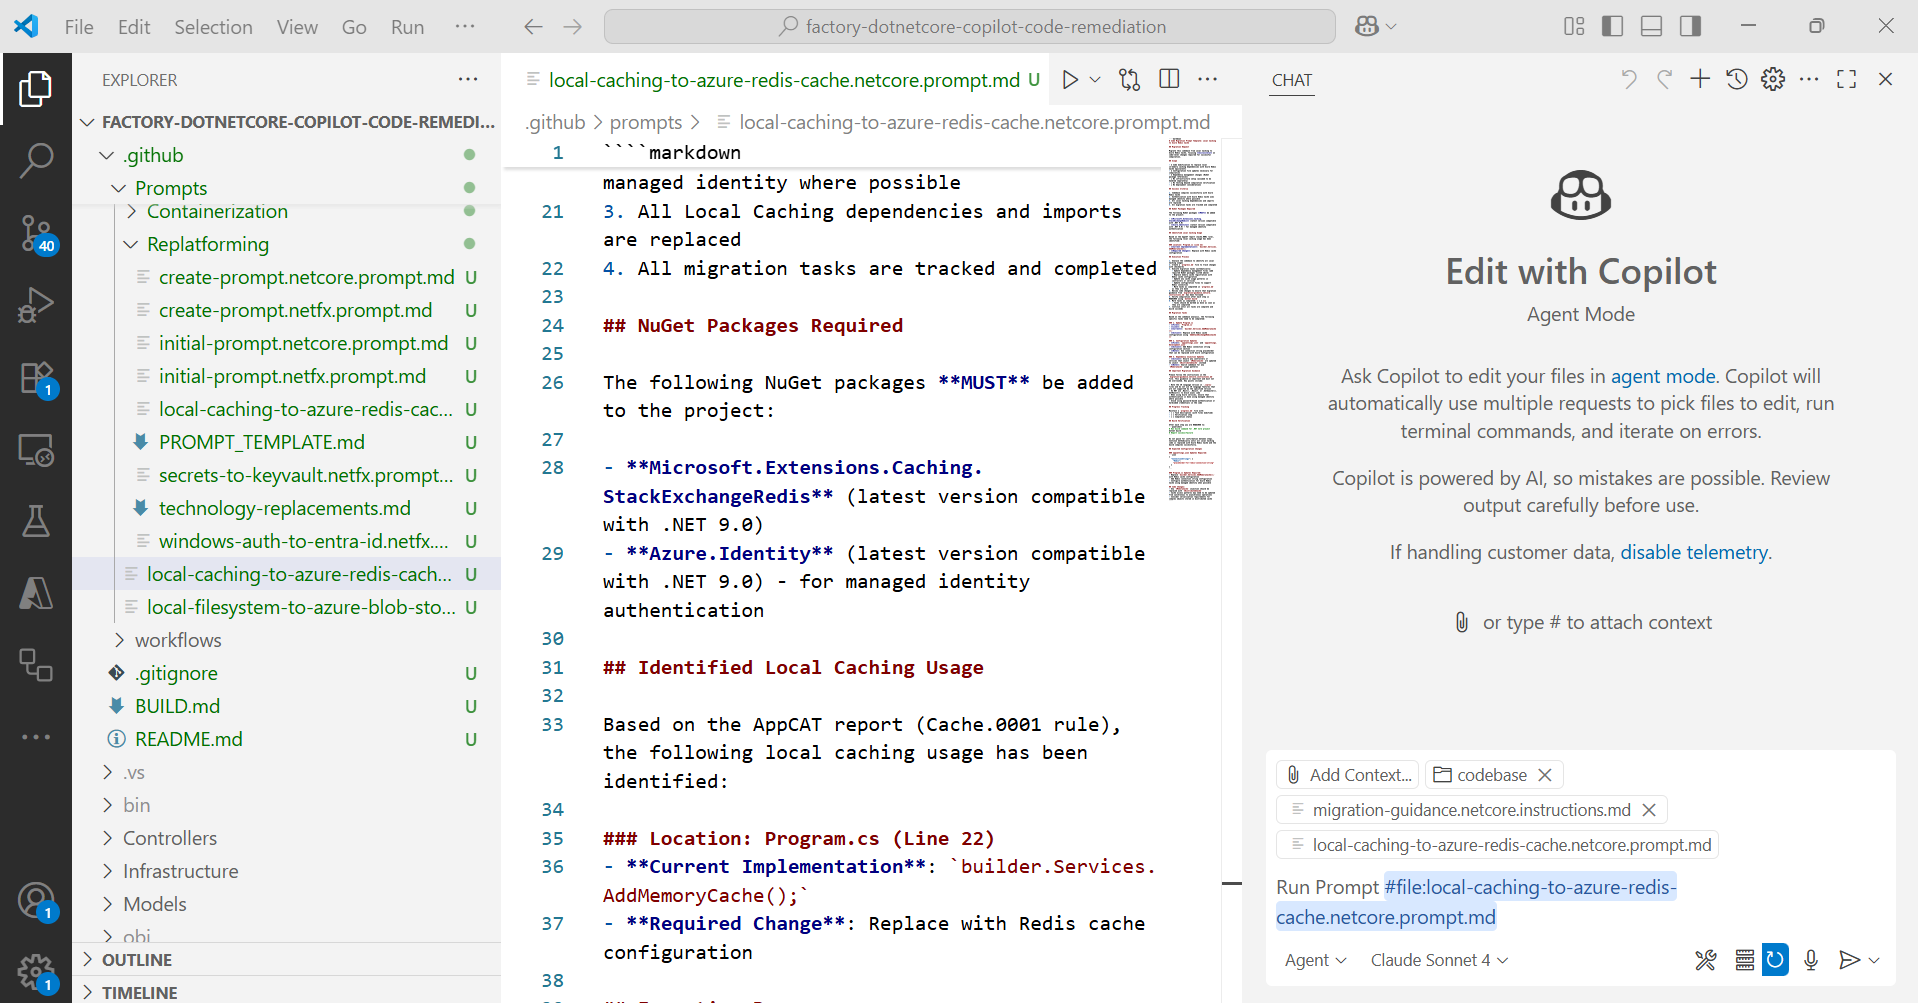 File Edit Selection View Go Run ··· factory-dotnetcore-copilot-code-remediation
EXPLORER ···
FACTORY-DOTNETCORE-COPILOT-CODE-REMEDI...
.github
Prompts
Containerization
Replatforming
create-prompt.netcore.prompt.md U
create-prompt.netfx.prompt.md U
initial-prompt.netcore.prompt.md U
initial-prompt.netfx.prompt.md U
local-caching-to-azure-redis-cac... U
PROMPT_TEMPLATE.md U
secrets-to-keyvault.netfx.prompt... U
technology-replacements.md U
windows-auth-to-entra-id.netfx.... U
local-caching-to-azure-redis-cach... U
local-filesystem-to-azure-blob-sto... U
workflows
.gitignore U
BUILD.md U
README.md U
.vs
bin
Controllers
Infrastructure
Models
obj
OUTLINE
TIMELINE
40
1
1
1
local-caching-to-azure-redis-cache.netcore.prompt.md U
.github > prompts > local-caching-to-azure-redis-cache.netcore.prompt.md
1 ````markdown
managed identity where possible
21 3. All Local Caching dependencies and imports
are replaced
22 4. All migration tasks are tracked and completed
23
24 ## NuGet Packages Required
25
26 The following NuGet packages **MUST** be added
to the project:
27
28 - **Microsoft.Extensions.Caching.
StackExchangeRedis** (latest version compatible
with .NET 9.0)
29 - **Azure.Identity** (latest version compatible
with .NET 9.0) - for managed identity
authentication
30
31 ## Identified Local Caching Usage
32
33 Based on the AppCAT report (Cache.0001 rule),
the following local caching usage has been
identified:
34
35 ### Location: Program.cs (Line 22)
36 - **Current Implementation**: `builder.Services.
AddMemoryCache();`
37 - **Required Change**: Replace with Redis cache
configuration
38
CHAT
Edit with Copilot
Agent Mode
Ask Copilot to edit your files in agent mode. Copilot will
automatically use multiple requests to pick files to edit, run
terminal commands, and iterate on errors.
Copilot is powered by AI, so mistakes are possible. Review
output carefully before use.
If handling customer data, disable telemetry.
or type # to attach context
Add Context... codebase
migration-guidance.netcore.instructions.md
local-caching-to-azure-redis-cache.netcore.prompt.md
Run Prompt #file:local-caching-to-azure-redis-
cache.netcore.prompt.md
Agent Claude Sonnet 4